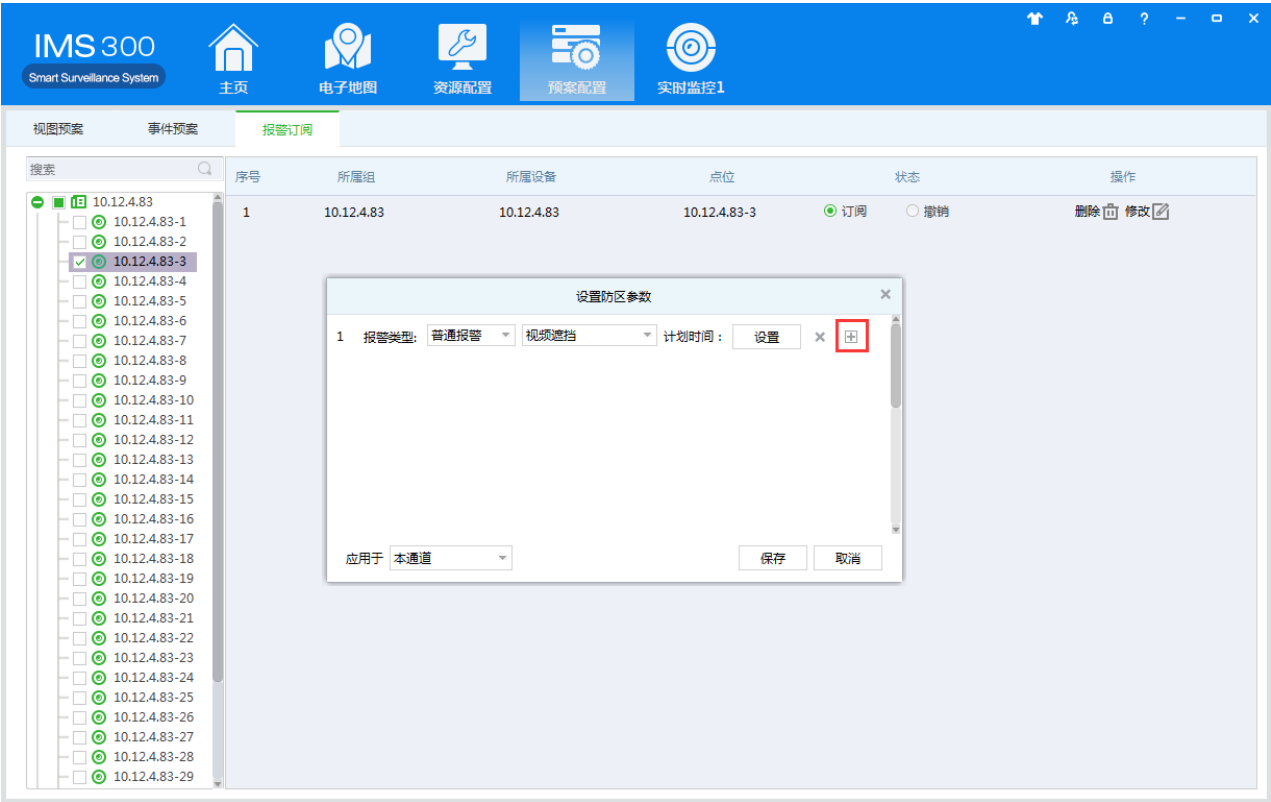 IMS 300
Smart Surveillance System
主页
电子地图
资源配置
预案配置
实时监控1
?
视图预案
事件预案
报警订阅
搜索
序号 所属组 所属设备 点位 状态 操作
1 10.12.4.83 10.12.4.83 10.12.4.83-3 订阅 撤销 删除 修改
10.12.4.83
10.12.4.83-1
10.12.4.83-2
10.12.4.83-3
10.12.4.83-4
10.12.4.83-5
10.12.4.83-6
10.12.4.83-7
10.12.4.83-8
10.12.4.83-9
10.12.4.83-10
10.12.4.83-11
10.12.4.83-12
10.12.4.83-13
10.12.4.83-14
10.12.4.83-15
10.12.4.83-16
10.12.4.83-17
10.12.4.83-18
10.12.4.83-19
10.12.4.83-20
10.12.4.83-21
10.12.4.83-22
10.12.4.83-23
10.12.4.83-24
10.12.4.83-25
10.12.4.83-26
10.12.4.83-27
10.12.4.83-28
10.12.4.83-29
设置防区参数
1 报警类型: 普通报警 视频遮挡 计划时间： 设置
应用于 本通道 保存 取消